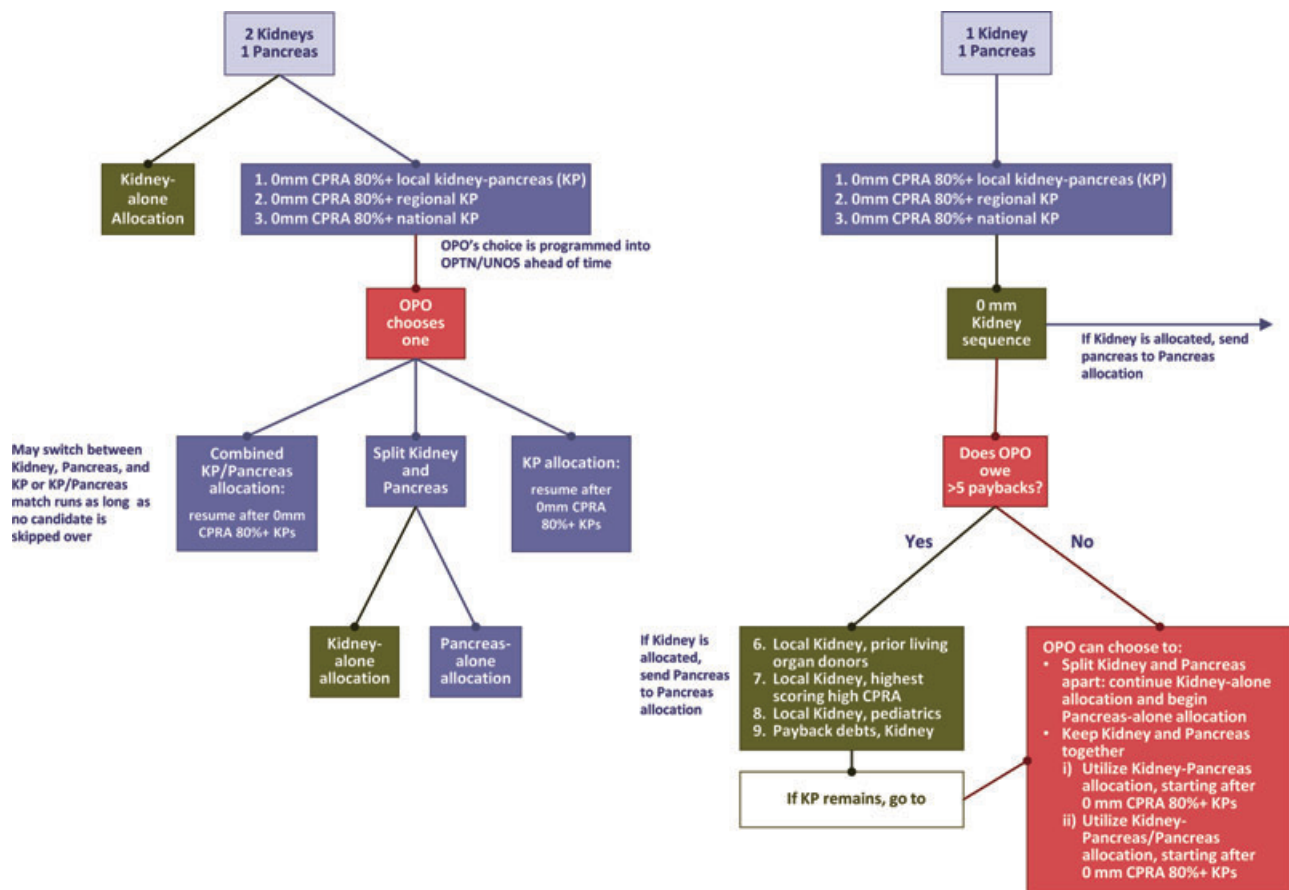 2 Kidneys
1 Pancreas
Kidney-
alone
Allocation
1. 0mm CPRA 80%+ local kidney-pancreas (KP)
2. 0mm CPRA 80%+ regional KP
3. 0mm CPRA 80%+ national KP
OPO's choice is programmed into
OPTN/UNOS ahead of time
OPO
chooses
one
May switch between
Kidney, Pancreas, and
KP or KP/Pancreas
match runs as long as
no candidate is
skipped over
Combined
KP/Pancreas
allocation:
resume after 0mm
CPRA 80%+ KPs
Split Kidney
and
Pancreas
KP allocation:
resume after
0mm CPRA
80%+ KPs
Kidney-
alone
allocation
Pancreas-
alone
allocation
1 Kidney
1 Pancreas
1. 0mm CPRA 80%+ local kidney-pancreas (KP)
2. 0mm CPRA 80%+ regional KP
3. 0mm CPRA 80%+ national KP
0 mm
Kidney
sequence
If Kidney is allocated, send
pancreas to Pancreas
allocation
Does OPO
owe
>5 paybacks?
Yes
No
If Kidney is
allocated,
send Pancreas
to Pancreas
allocation
6. Local Kidney, prior living
organ donors
7. Local Kidney, highest
scoring high CPRA
8. Local Kidney, pediatrics
9. Payback debts, Kidney
If KP remains, go to
OPO can choose to:
• Split Kidney and Pancreas
apart: continue Kidney-alone
allocation and begin
Pancreas-alone allocation
• Keep Kidney and Pancreas
together
i) Utilize Kidney-Pancreas
allocation, starting after
0 mm CPRA 80%+ KPs
ii) Utilize Kidney-
Pancreas/Pancreas
allocation, starting after
0 mm CPRA 80%+ KPs